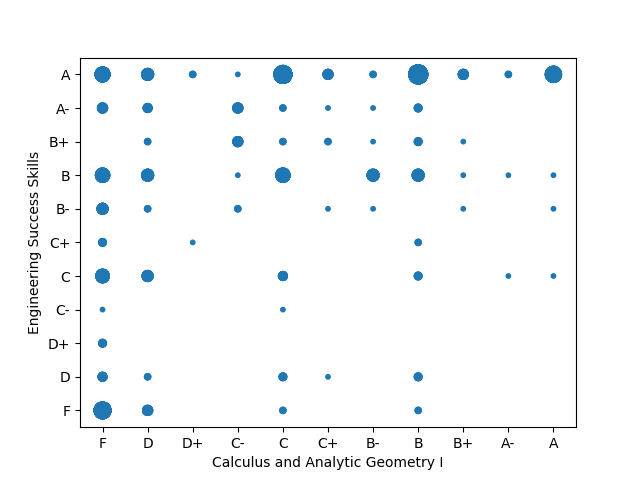 Engineering Success Skills
A
A-
B+
B
B-
C+
C
C-
D+
D
F
F D D+ C- C C+ B- B B+ A- A
Calculus and Analytic Geometry I